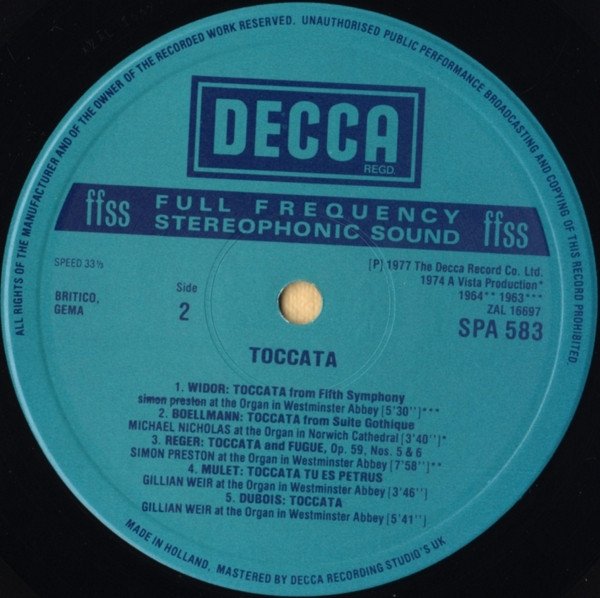 ALL RIGHTS OF THE MANUFACTURER AND OF THE OWNER OF THE RECORDED WORK RESERVED. UNAUTHORISED PUBLIC PERFORMANCE BROADCASTING AND COPYING OF THIS RECORD PROHIBITED.
DECCA
REGD.
ffss FULL FREQUENCY STEREOPHONIC SOUND ffss
SPEED 33⅓
[P] 1977 The Decca Record Co. Ltd.
1974 A Vista Production*
1964** 1963***
ZAL 16697
SPA 583
BRITICO,
GEMA
Side
2
TOCCATA
1. WIDOR: TOCCATA from Fifth Symphony
simon preston at the Organ in Westminster Abbey [5'30'']***
2. BOELLMANN: TOCCATA from Suite Gothique
MICHAEL NICHOLAS at the Organ in Norwich Cathedral [3'40'']*
3. REGER: TOCCATA and FUGUE, Op. 59, Nos. 5 & 6
SIMON PRESTON at the Organ in Westminster Abbey [7'58'']**
4. MULET: TOCCATA TU ES PETRUS
GILLIAN WEIR at the Organ in Westminster Abbey [3'46'']
5. DUBOIS: TOCCATA
GILLIAN WEIR at the Organ in Westminster Abbey [5'41'']
MADE IN HOLLAND, MASTERED BY DECCA RECORDING STUDIO'S UK